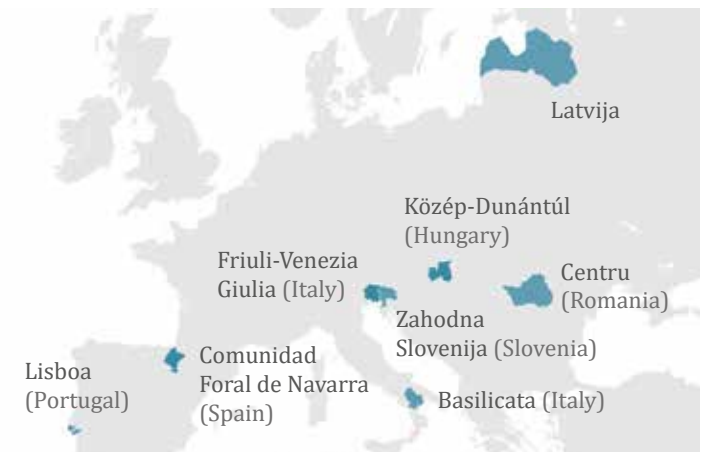 Latvija
Közép-Dunántúl
(Hungary)
Friuli-Venezia
Giulia (Italy)
Centru
(Romania)
Zahodna
Slovenija (Slovenia)
Comunidad
Foral de Navarra
(Spain)
Lisboa
(Portugal)
Basilicata (Italy)